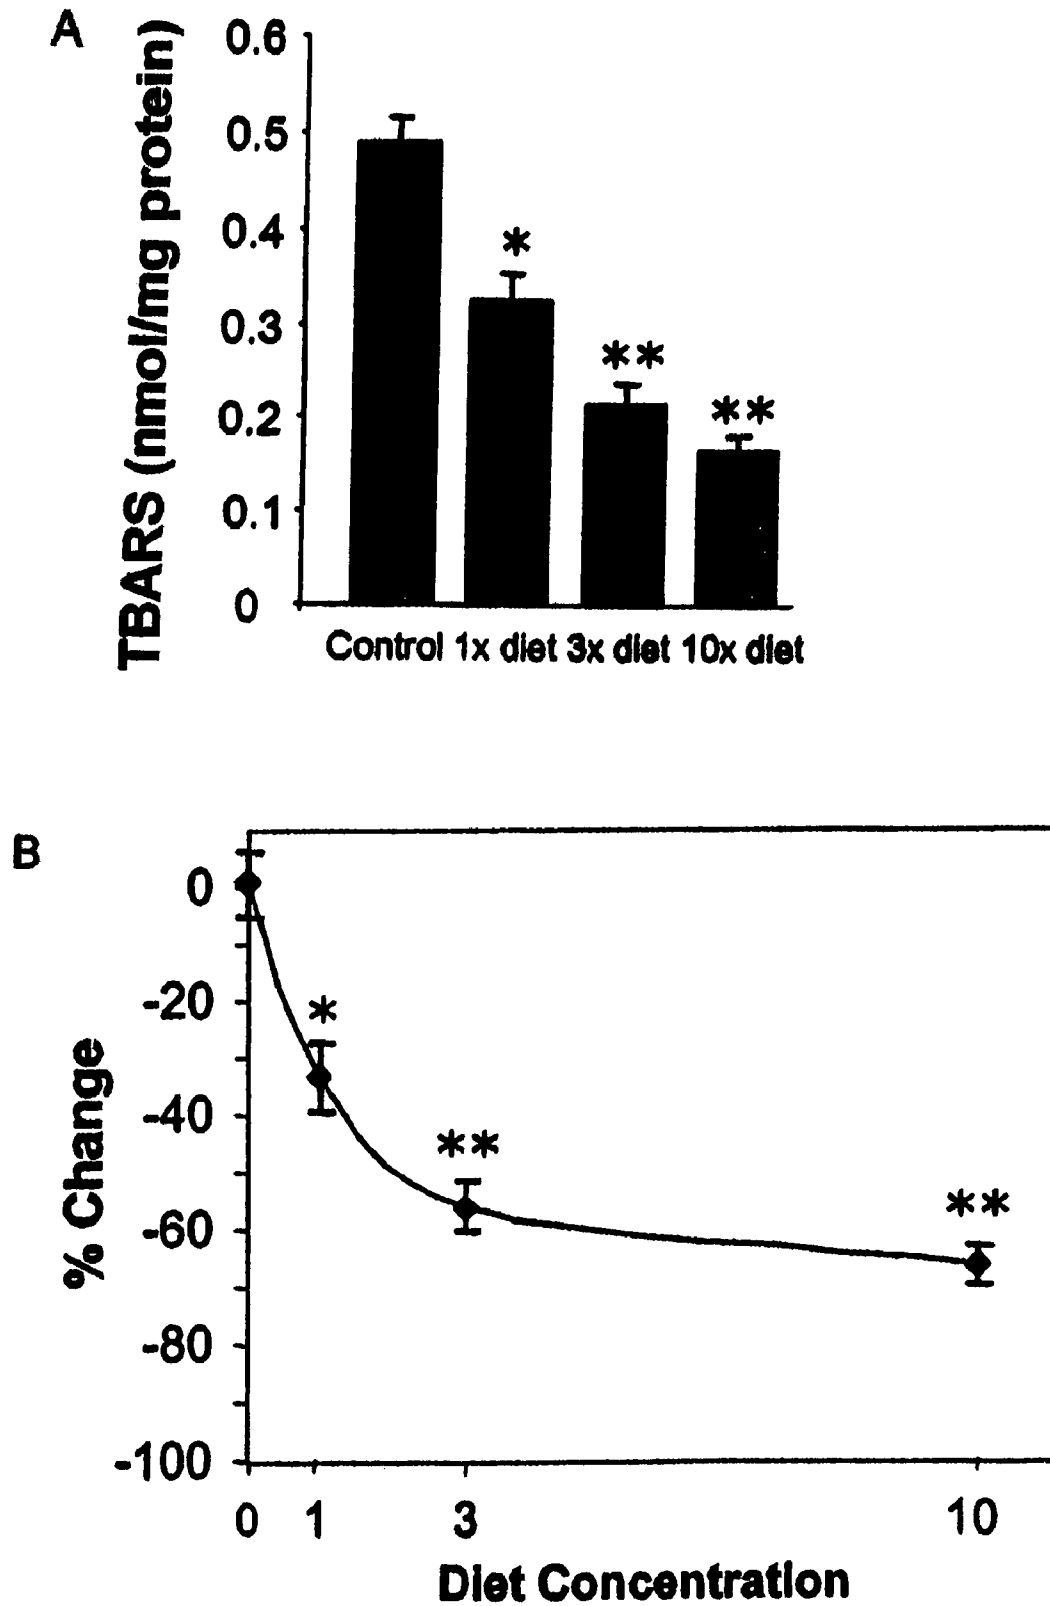 A
TBARS (nmol/mg protein)
0.6
0.5
0.4
0.3
0.2
0.1
0
*
**
**
Control 1x diet 3x diet 10x diet
B
% Change
0
-20
-40
-60
-80
-100
*
**
**
0 1 3 10
Diet Concentration